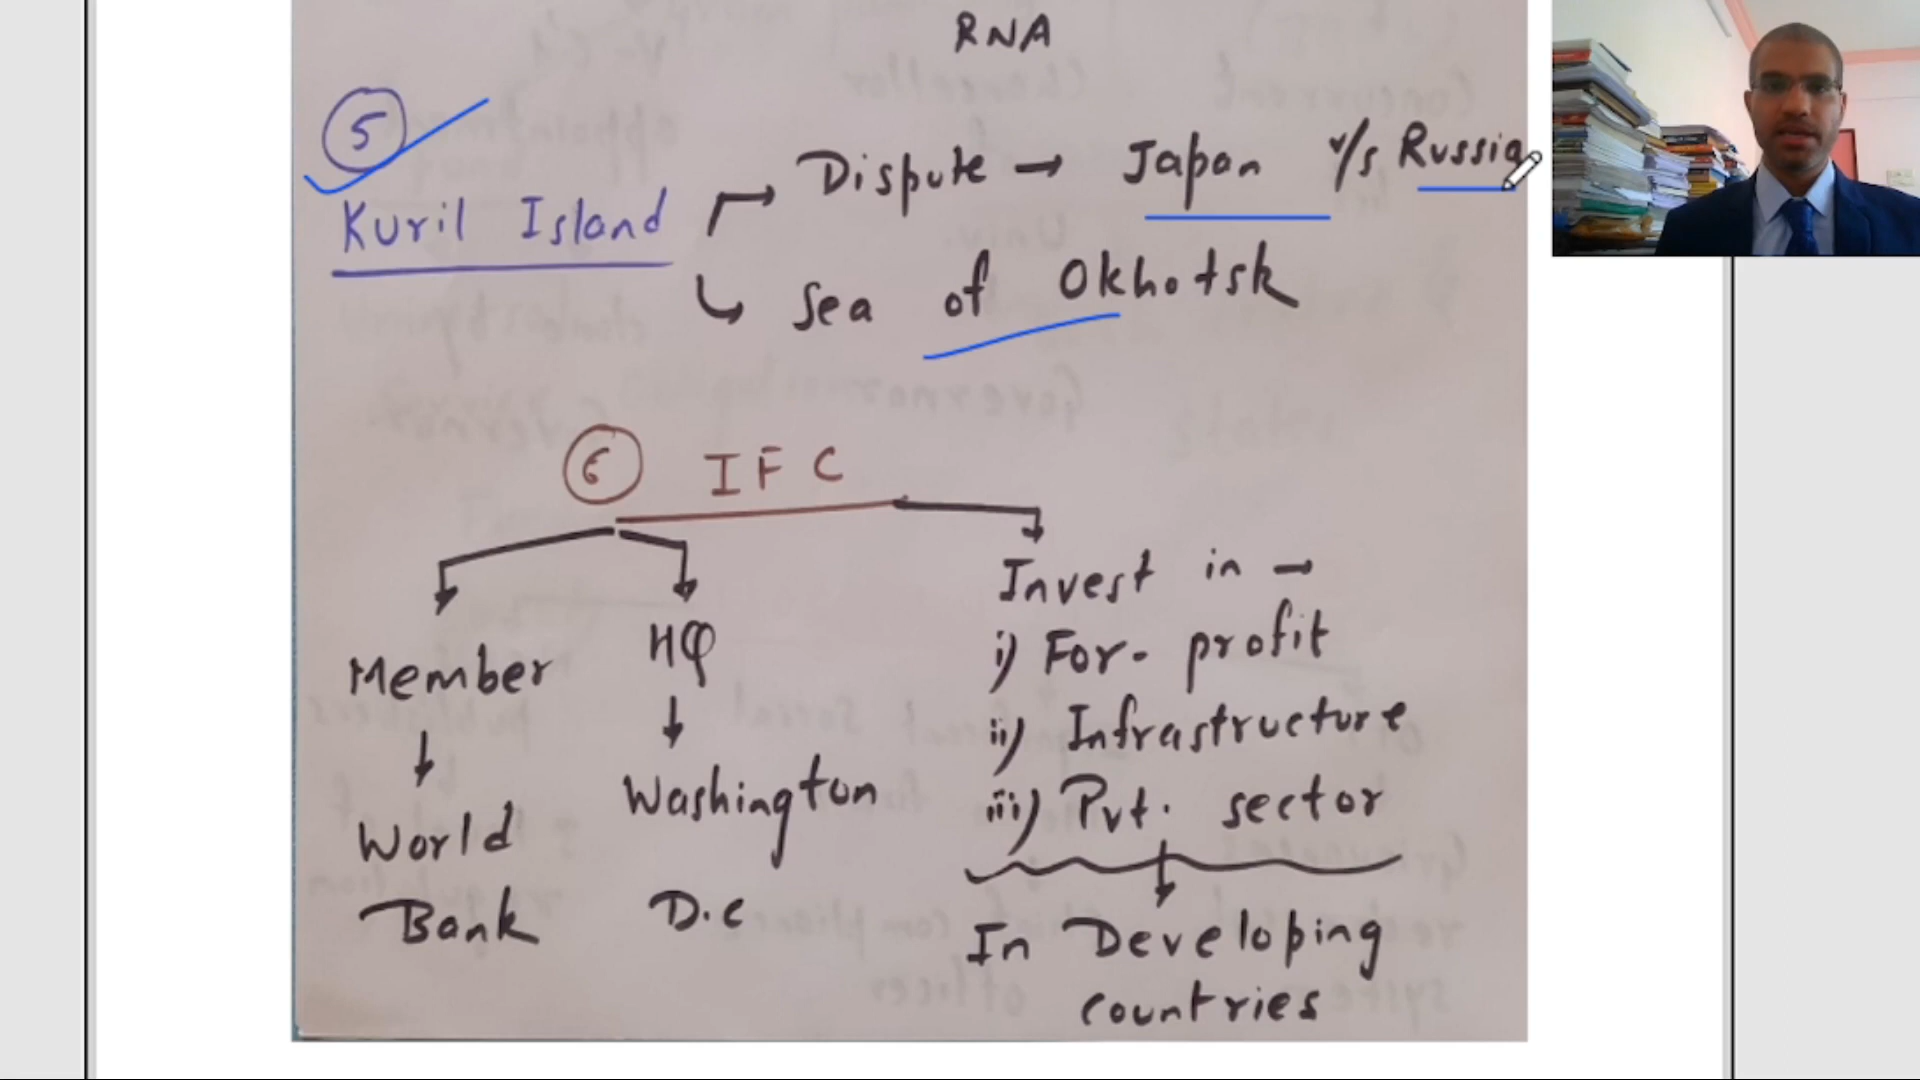 RNA
5
Kuril Island
Dispute → Japan v/s Russia
Sea of Okhotsk
6 IFC
Member
↓
World
Bank
HQ
↓
Washington
D.C
Invest in →
i) For-profit
ii) Infrastructure
iii) Pvt. sector
In Developing
countries